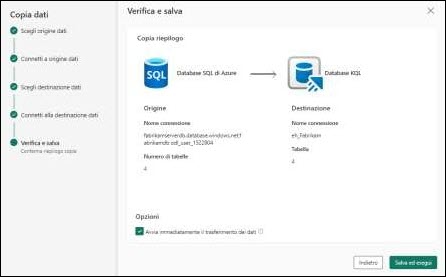 Copia dati
Scegli origine dati
Connetti a origine dati
Scegli destinazione dati
Connetti alla destinazione dati
Verifica e salva
Conferma riepilogo copia
Verifica e salva
Copia riepilogo
SQL
Database SQL di Azure
Database KQL
Origine
Nome connessione
fabrikamserverdb.database.windows.net;f
abrikamdb odl_user_1322804
Numero di tabelle
4
Destinazione
Nome connessione
eh_Fabrikam
Tabella
4
Opzioni
Avvia immediatamente il trasferimento dei dati
Indietro
Salva ed esegui